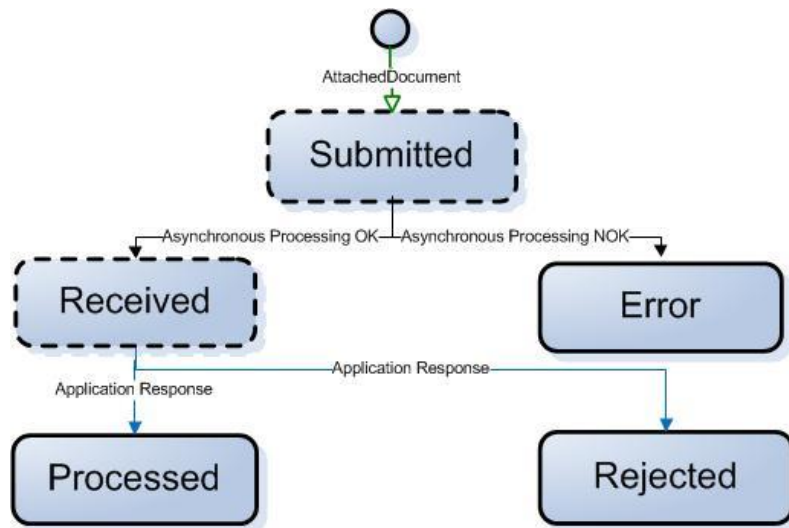 AttachedDocument
Submitted
Asynchronous Processing OK
Asynchronous Processing NOK
Received
Error
Application Response
Application Response
Processed
Rejected